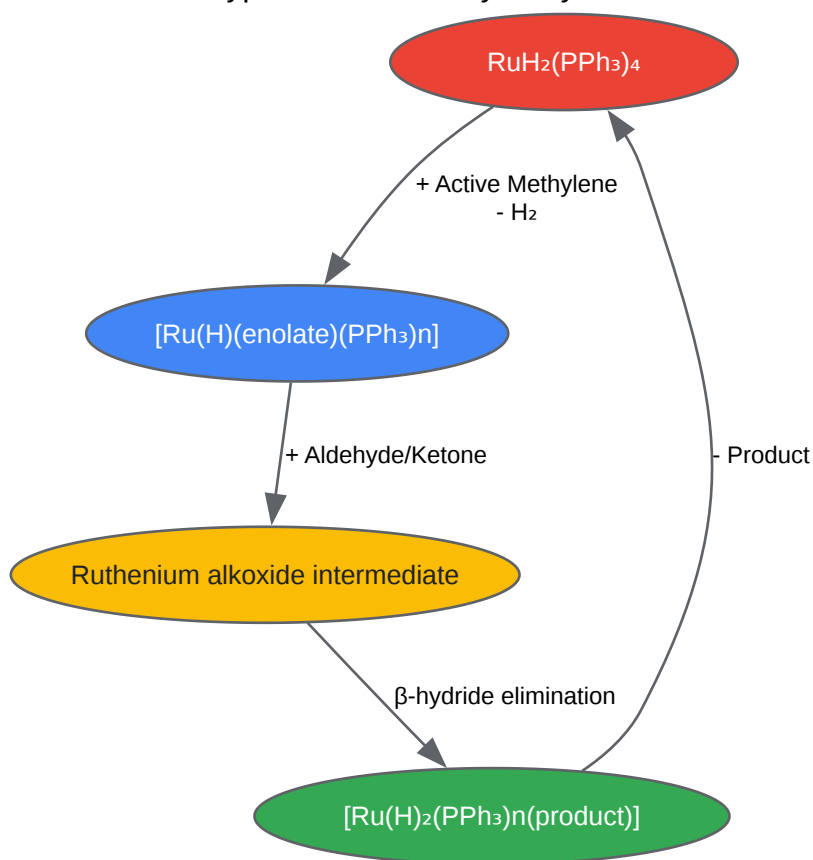 RuH₂(PPh₃)₄
+ Active Methylene
- H₂
[Ru(H)(enolate)(PPh₃)n]
+ Aldehyde/Ketone
- Product
Ruthenium alkoxide intermediate
β-hydride elimination
[Ru(H)₂(PPh₃)n(product)]